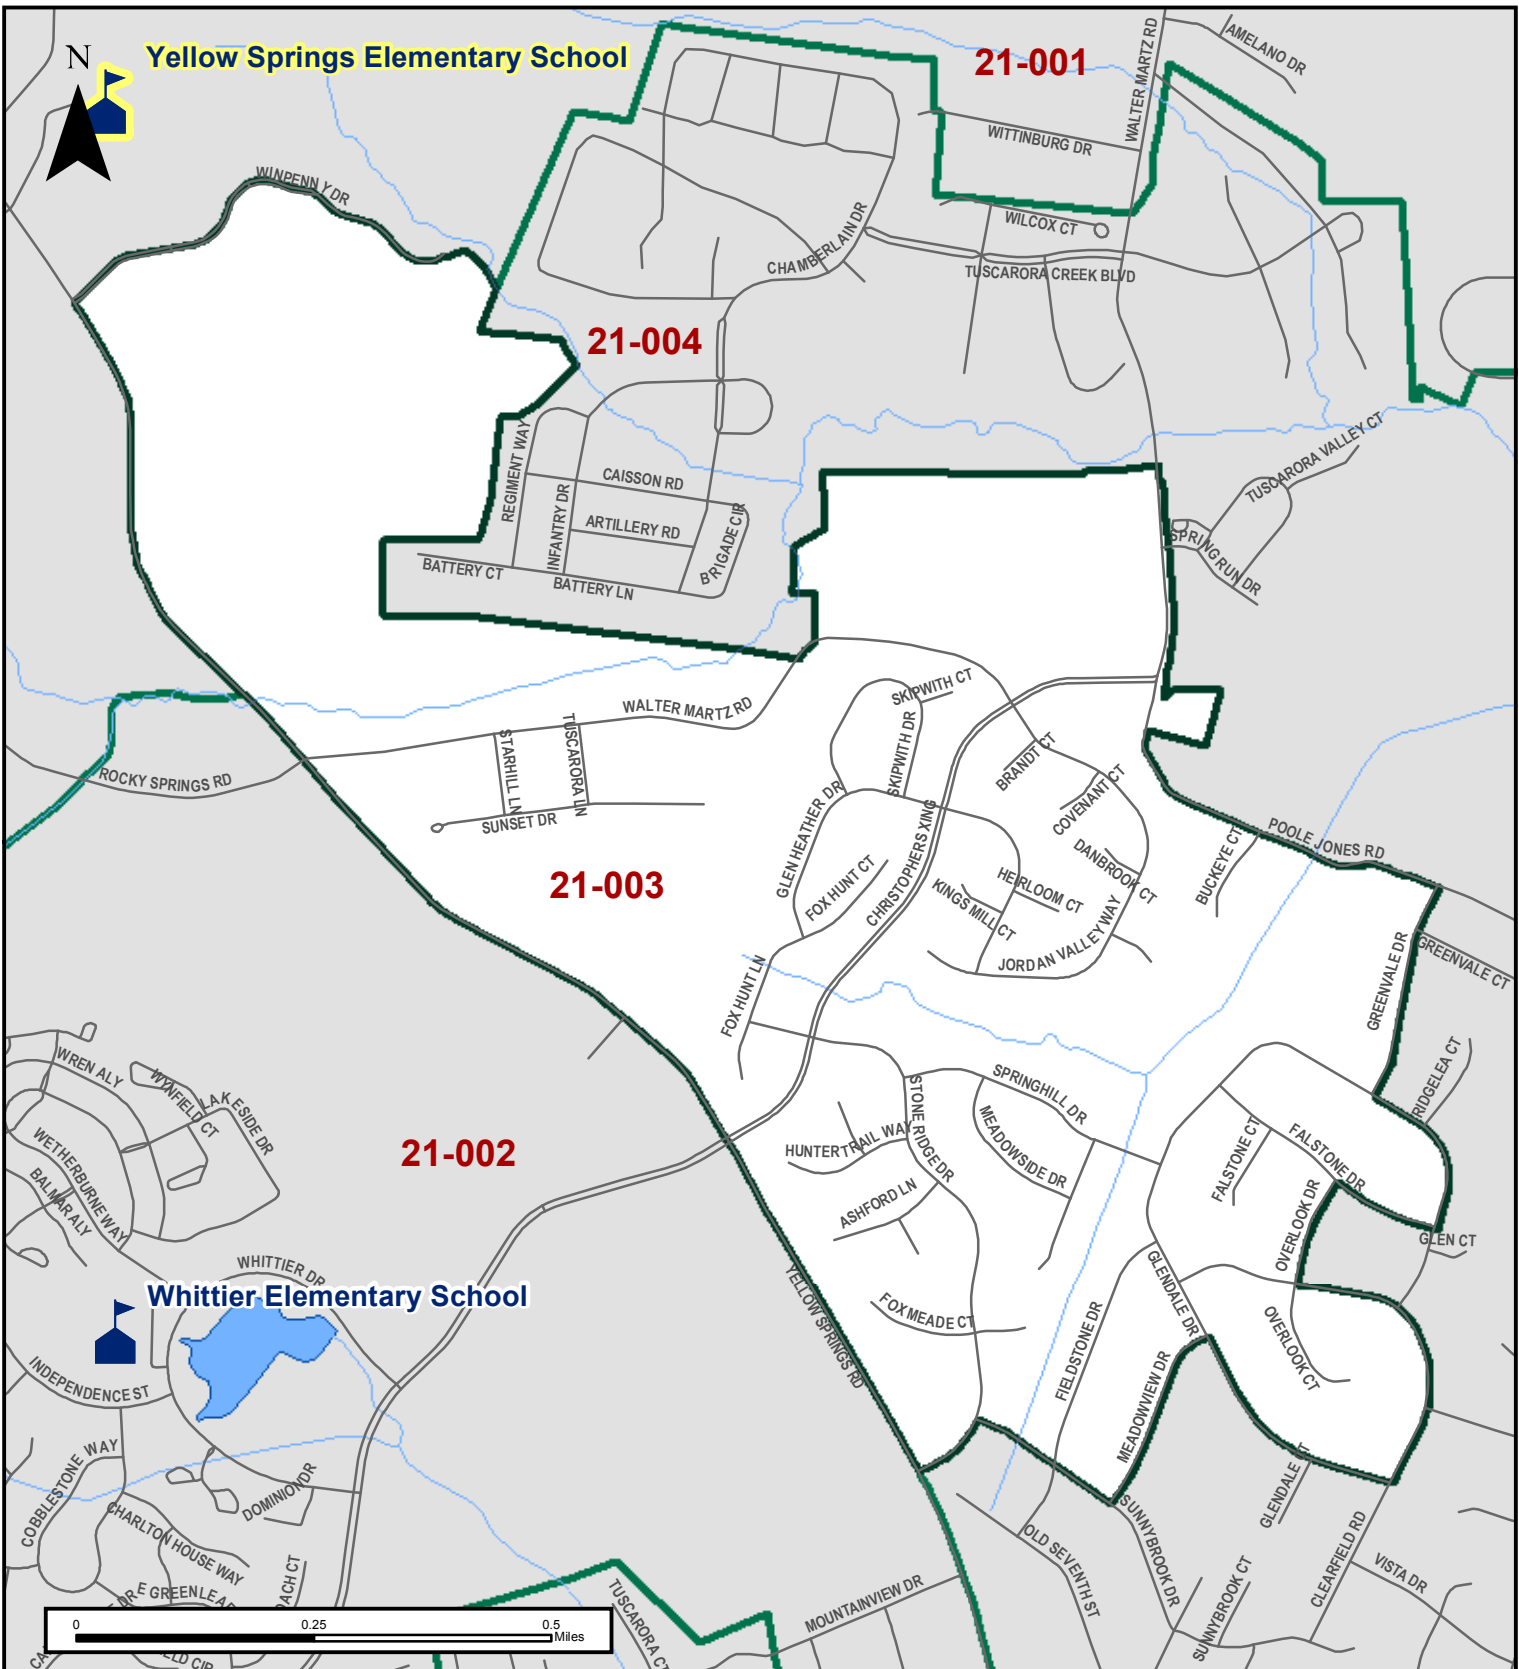 N
Yellow Springs Elementary School
21-001
WALTER MARTZ RD
AMELANO DR
WITTINBURG DR
WINPENNY DR
WILCOX CT
CHAMBERLAIN DR
TUSCARORA CREEK BLVD
21-004
REGIMENT WAY
CAISSON RD
INFANTRY DR
ARTILLERY RD
BRIGADE CIR
BATTERY CT
BATTERY LN
TUSCARORA VALLEY CT
SPRING RUN DR
SKIPWITH CT
WALTER MARTZ RD
SKIPWITH DR
STARHILL LN
TUSCARORA LN
BRANDT CT
ROCKY SPRINGS RD
COVENANT CT
SUNSET DR
GLEN HEATHER DR
CHRISTOPHERS XING
DANBROOK CT
BUCKEYE CT
POOLE JONES RD
21-003
FOX HUNT CT
KINGS MILL CT
HEIRLOOM CT
JORDAN VALLEY WAY
GREENVALE DR
GREENVALE CT
FOX HUNT LN
WREN ALY
WYNFIELD CT
LAKESIDE DR
SPRINGHILL DR
RIDGELEA CT
STONE RIDGE DR
MEADOWSIDE DR
WETHERBURNE WAY
BALMAR ALY
21-002
HUNTERTRAIL WAY
FALSTONE CT
FALSTONE DR
ASHFORD LN
OVERLOOK DR
GLEN CT
WHITTIER DR
Whittier Elementary School
YELLOW SPRINGS RD
GLENDALE DR
FOX MEADE CT
FIELDSTONE DR
OVERLOOK CT
INDEPENDENCE ST
MEADOWVIEW DR
COBBLESTONE WAY
DOMINION DR
GLENDALE CT
CHARLTON HOUSE WAY
SUNNYBROOK DR
OLD SEVENTH ST
CLEARFIELD RD
VISTA DR
SUNNYBROOK CT
MOUNTAINVIEW DR
TUSCARORA CT
DR
E GREENLEAF
0 0.25 0.5
Miles